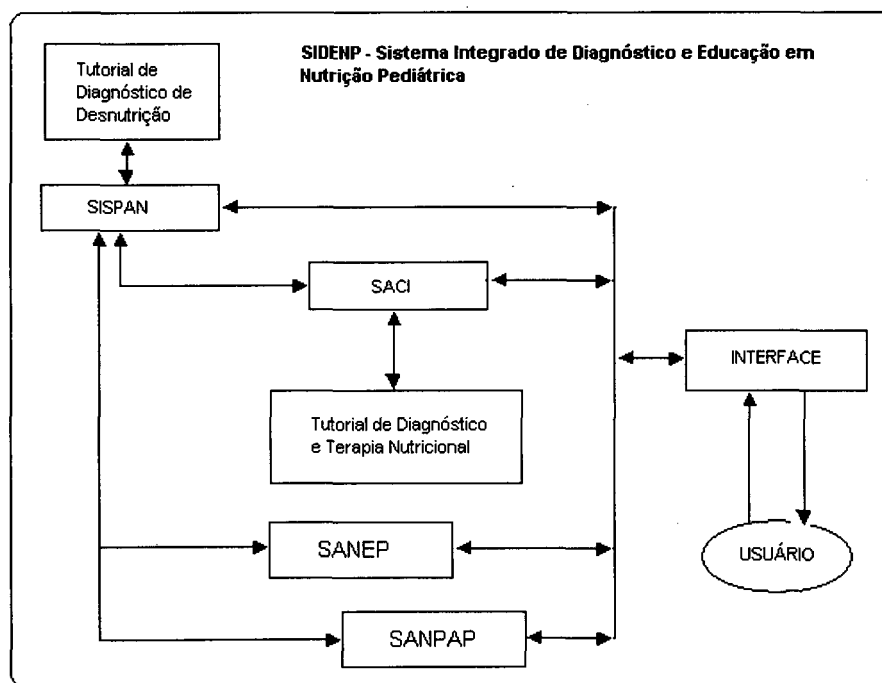 SIDENP - Sistema Integrado de Diagnóstico e Educação em
Nutrição Pediátrica
Tutorial de
Diagnóstico de
Desnutrição
SISPAN
SACI
INTERFACE
Tutorial de Diagnóstico
e Terapia Nutricional
SANEP
USUÁRIO
SANPAP